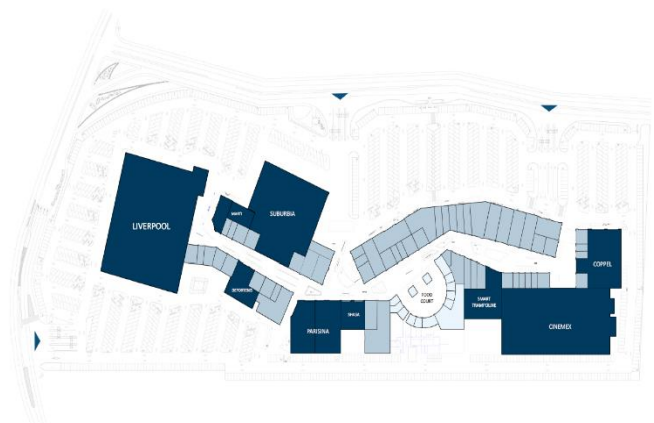 LIVERPOOL
SUBURBIA
PARISINA
SHASA
FOOD
COURT
SMART
TRAMPOLINE
CINEMEX
COPPEL